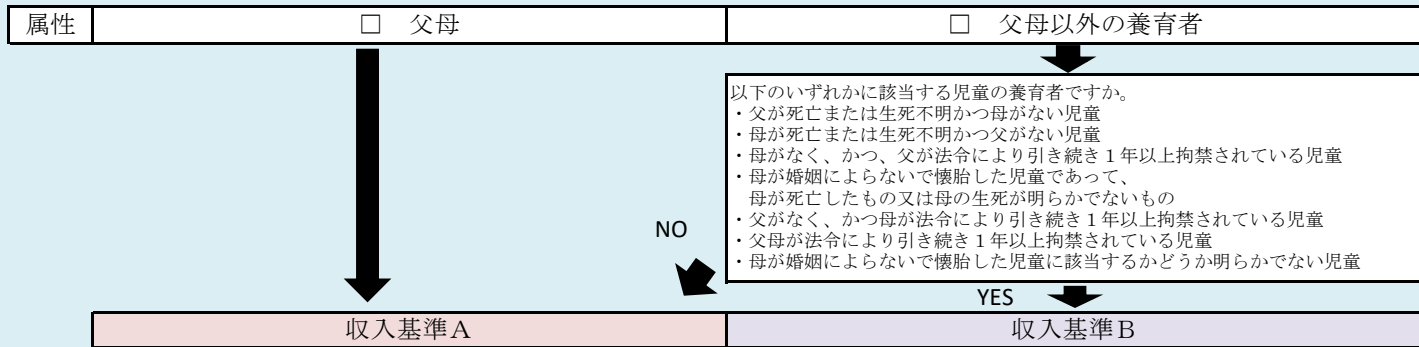 属性
□　父母
□　父母以外の養育者
以下のいずれかに該当する児童の養育者ですか。
・父が死亡または生死不明かつ母がない児童
・母が死亡または生死不明かつ父がない児童
・母がなく、かつ、父が法令により引き続き１年以上拘禁されている児童
・母が婚姻によらないで懐胎した児童であって、
　母が死亡したもの又は母の生死が明らかでないもの
・父がなく、かつ母が法令により引き続き１年以上拘禁されている児童
・父母が法令により引き続き１年以上拘禁されている児童
・母が婚姻によらないで懐胎した児童に該当するかどうか明らかでない児童
NO
YES
収入基準Ａ
収入基準Ｂ